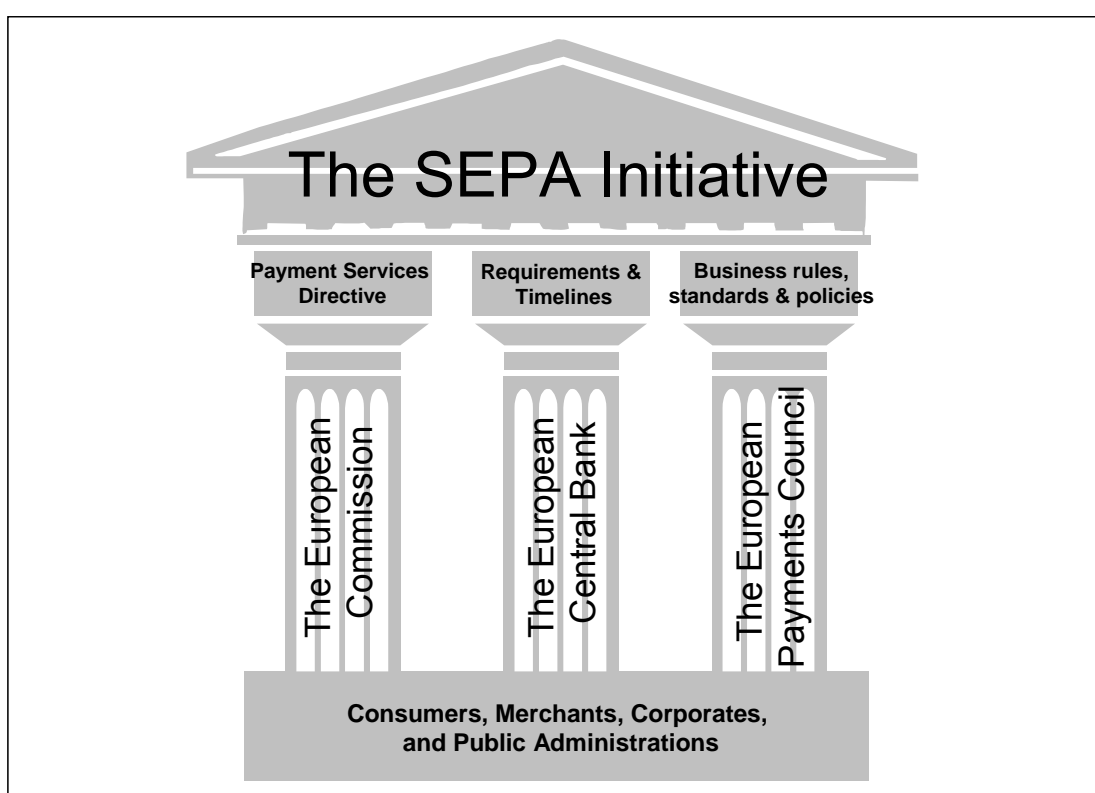 The SEPA Initiative
Payment Services
Directive
Requirements &
Timelines
Business rules,
standards & policies
The European
Commission
The European
Central Bank
The European
Payments Council
Consumers, Merchants, Corporates,
and Public Administrations